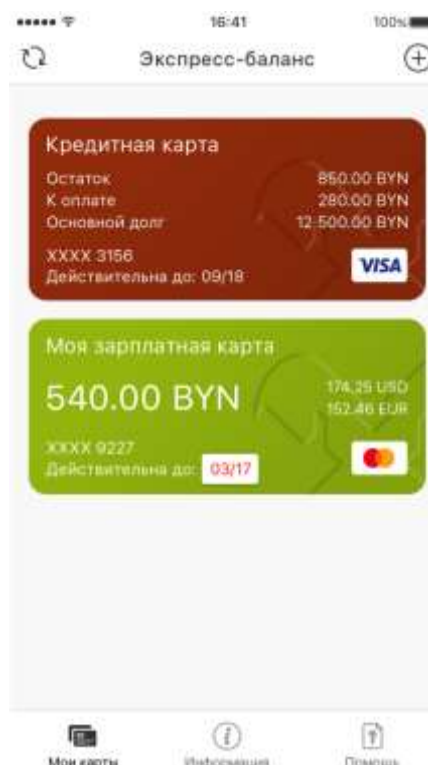 16:41
100%
Экспресс-баланс
Кредитная карта
Остаток 850.00 BYN
К оплате 280.00 BYN
Основной долг 12 500.00 BYN
XXXX 3156
Действительна до: 09/18
VISA
Моя зарплатная карта
540.00 BYN
174,25 USD
152.46 EUR
XXXX 9227
Действительна до: 03/17
Мои карты
Информация
Помощь